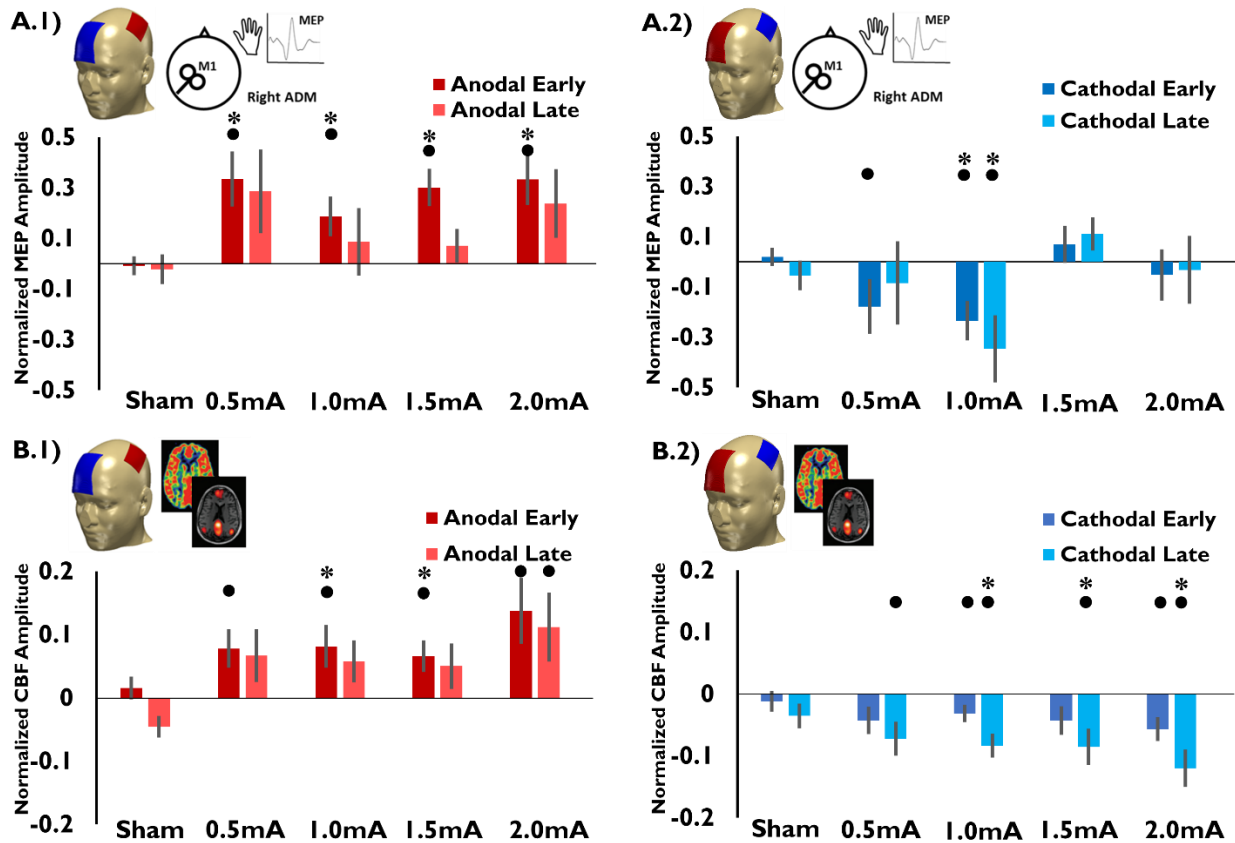 A.1)
MEP
M1
Right ADM
Anodal Early
Anodal Late
* * * *
● ● ● ●
Normalized MEP Amplitude
0.5
0.3
0.1
-0.1
-0.3
-0.5
Sham 0.5mA 1.0mA 1.5mA 2.0mA
A.2)
MEP
M1
Right ADM
Cathodal Early
Cathodal Late
* *
● ● ●
Normalized MEP Amplitude
0.5
0.3
0.1
-0.1
-0.3
-0.5
Sham 0.5mA 1.0mA 1.5mA 2.0mA
B.1)
Anodal Early
Anodal Late
* *
● ● ● ● ●
Normalized CBF Amplitude
0.2
0.1
0
-0.1
-0.2
Sham 0.5mA 1.0mA 1.5mA 2.0mA
B.2)
Cathodal Early
Cathodal Late
* * *
● ● ● ● ● ●
Normalized CBF Amplitude
0.2
0.1
0
-0.1
-0.2
Sham 0.5mA 1.0mA 1.5mA 2.0mA